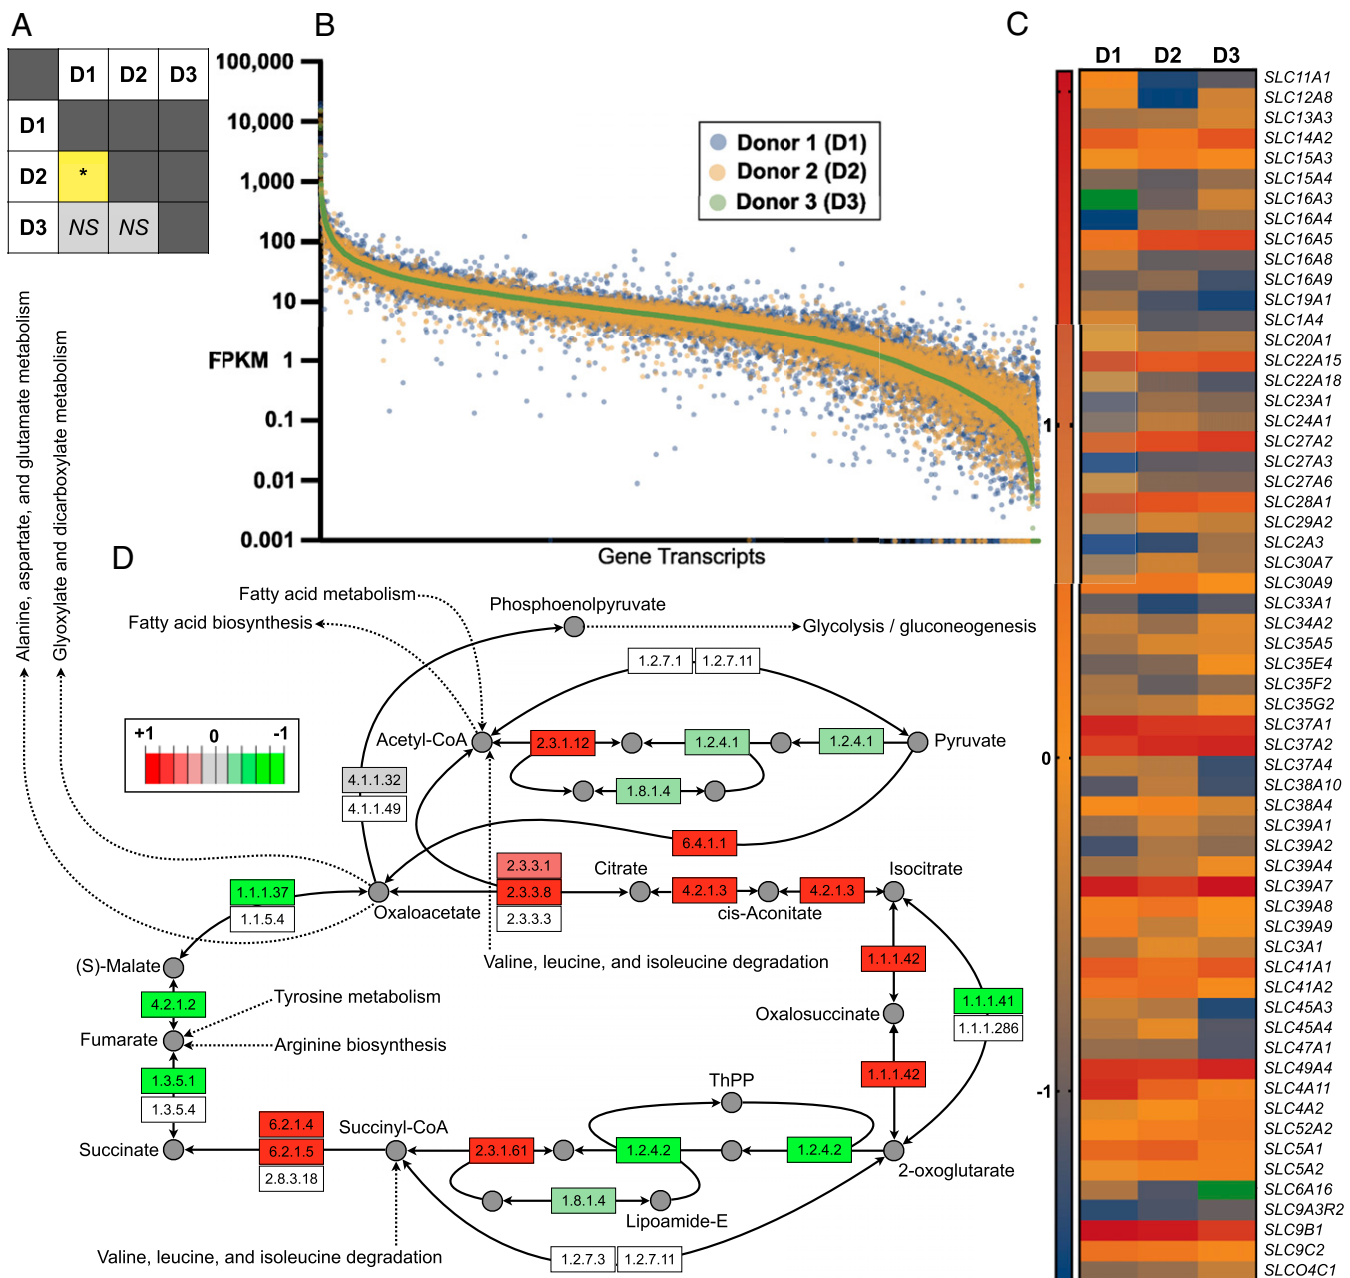 A
D1 D2 D3
D1
D2 *
D3 NS NS
B
100,000
10,000
1,000
100
10
FPKM 1
0.1
0.01
0.001
Gene Transcripts
Donor 1 (D1)
Donor 2 (D2)
Donor 3 (D3)
C
D1 D2 D3
1
0
-1
SLC11A1
SLC12A8
SLC13A3
SLC14A2
SLC15A3
SLC15A4
SLC16A3
SLC16A4
SLC16A5
SLC16A8
SLC16A9
SLC19A1
SLC1A4
SLC20A1
SLC22A15
SLC22A18
SLC23A1
SLC24A1
SLC27A2
SLC27A3
SLC27A6
SLC28A1
SLC29A2
SLC2A3
SLC30A7
SLC30A9
SLC33A1
SLC34A2
SLC35A5
SLC35E4
SLC35F2
SLC35G2
SLC37A1
SLC37A2
SLC37A4
SLC38A10
SLC38A4
SLC39A1
SLC39A2
SLC39A4
SLC39A7
SLC39A8
SLC39A9
SLC3A1
SLC41A1
SLC41A2
SLC45A3
SLC45A4
SLC47A1
SLC49A4
SLC4A11
SLC4A2
SLC52A2
SLC5A1
SLC5A2
SLC6A16
SLC9A3R2
SLC9B1
SLC9C2
SLCO4C1
D
Alanine, aspartate, and glutamate metabolism
Glyoxylate and dicarboxylate metabolism
+1 0 -1
Fatty acid metabolism
Fatty acid biosynthesis
Phosphoenolpyruvate
Glycolysis / gluconeogenesis
1.2.7.1 1.2.7.11
Acetyl-CoA
2.3.1.12
1.2.4.1
1.2.4.1
Pyruvate
1.8.1.4
4.1.1.32
4.1.1.49
6.4.1.1
2.3.3.1
2.3.3.8
2.3.3.3
Citrate
4.2.1.3
cis-Aconitate
4.2.1.3
Isocitrate
1.1.1.37
1.1.5.4
Oxaloacetate
(S)-Malate
Valine, leucine, and isoleucine degradation
1.1.1.42
4.2.1.2
Tyrosine metabolism
Oxalosuccinate
1.1.1.41
1.1.1.286
Fumarate
Arginine biosynthesis
1.3.5.1
1.3.5.4
1.1.1.42
ThPP
6.2.1.4
6.2.1.5
2.8.3.18
Succinate
Succinyl-CoA
2.3.1.61
1.2.4.2
1.2.4.2
2-oxoglutarate
1.8.1.4
Lipoamide-E
Valine, leucine, and isoleucine degradation
1.2.7.3 1.2.7.11